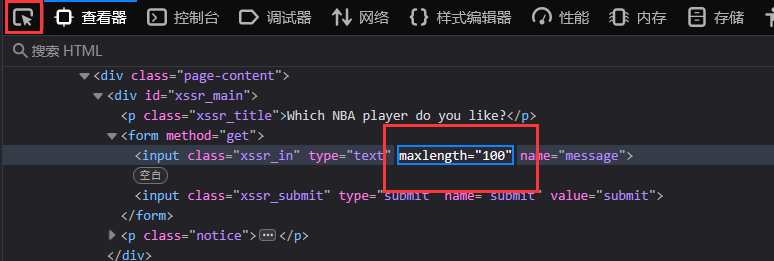 查看器 控制台 调试器 网络 样式编辑器 性能 内存 存储
搜索 HTML
<div class="page-content">
<div id="xssr_main">
<p class="xssr_title">Which NBA player do you like?</p>
<form method="get">
<input class="xssr_in" type="text" maxlength="100" name="message">
空白
<input class="xssr_submit" type="submit" name="submit" value="submit">
</form>
<p class="notice"> </p>
</div>